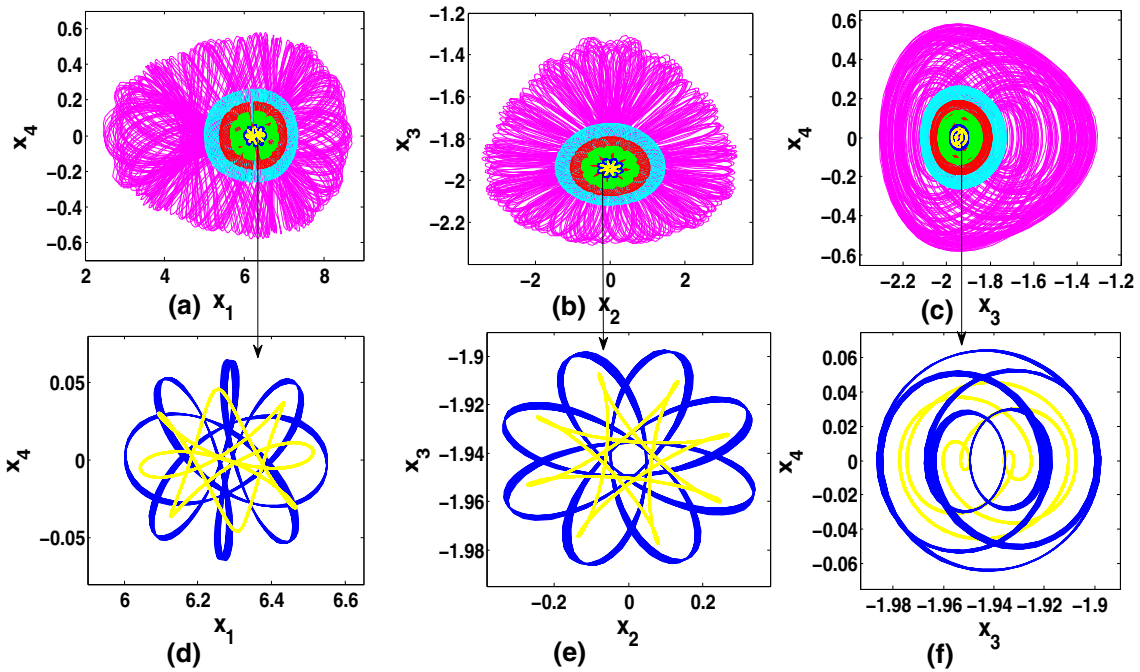 0.6
0.4
0.2
0
−0.2
−0.4
−0.6
x4
2 4 6 8
(a) x1
−1.2
−1.4
−1.6
−1.8
−2
−2.2
x3
−2 0 2
(b) x2
0.6
0.4
0.2
0
−0.2
−0.4
−0.6
x4
−2.2 −2 −1.8 −1.6 −1.4 −1.2
(c) x3
0.05
0
−0.05
x4
6 6.2 6.4 6.6
x1
(d)
−1.9
−1.92
−1.94
−1.96
−1.98
x3
−0.2 0 0.2
x2
(e)
0.06
0.04
0.02
0
−0.02
−0.04
−0.06
x4
−1.98 −1.96 −1.94 −1.92 −1.9
x3
(f)